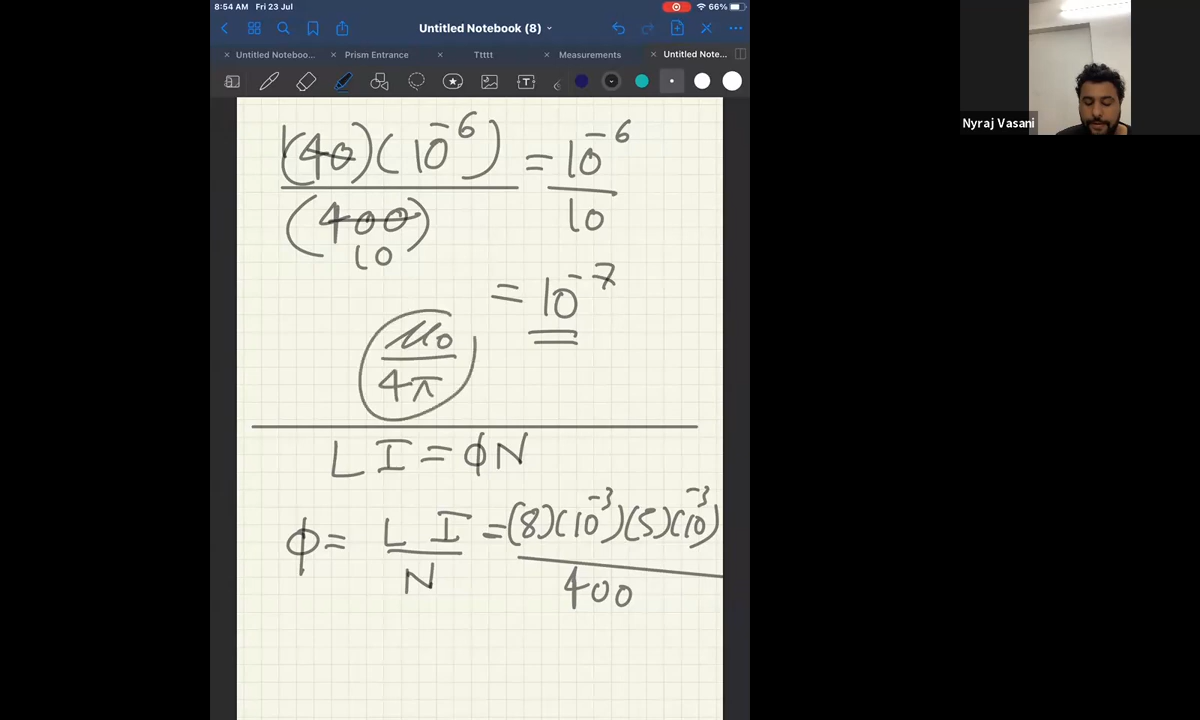 8:54 AM Fri 23 Jul
66%
Untitled Notebook (8)
Untitled Noteboo...
Prism Entrance
Ttttt
Measurements
Untitled Note...
Nyraj Vasani
(40)(10⁻⁶) / (400) 10 = 10⁻⁶ / 10
= 10⁻⁷
μ₀ / 4π
LI = ϕN
ϕ = LI / N = (8)(10⁻³)(5)(10⁻³) / 400